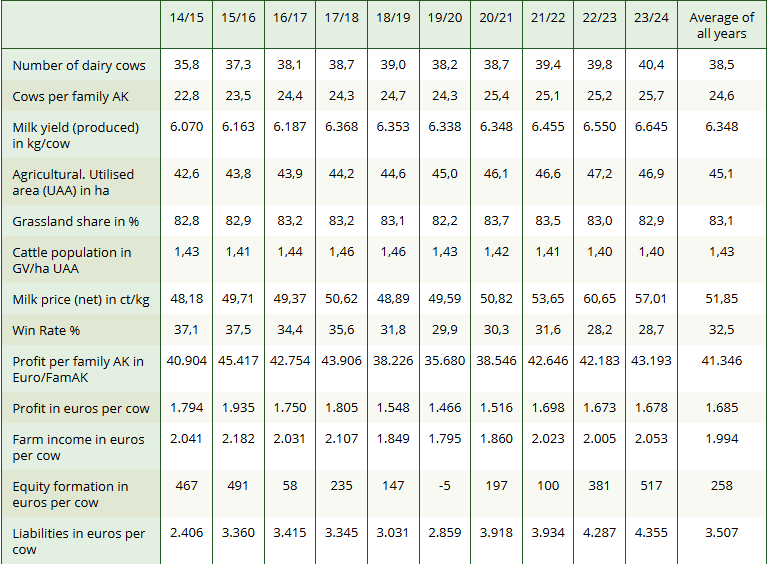 14/15 15/16 16/17 17/18 18/19 19/20 20/21 21/22 22/23 23/24 Average of
all years
Number of dairy cows 35,8 37,3 38,1 38,7 39,0 38,2 38,7 39,4 39,8 40,4 38,5
Cows per family AK 22,8 23,5 24,4 24,3 24,7 24,3 25,4 25,1 25,2 25,7 24,6
Milk yield (produced) 6.070 6.163 6.187 6.368 6.353 6.338 6.348 6.455 6.550 6.645 6.348
in kg/cow
Agricultural. Utilised 42,6 43,8 43,9 44,2 44,6 45,0 46,1 46,6 47,2 46,9 45,1
area (UAA) in ha
Grassland share in % 82,8 82,9 83,2 83,2 83,1 82,2 83,7 83,5 83,0 82,9 83,1
Cattle population in 1,43 1,41 1,44 1,46 1,46 1,43 1,42 1,41 1,40 1,40 1,43
GV/ha UAA
Milk price (net) in ct/kg 48,18 49,71 49,37 50,62 48,89 49,59 50,82 53,65 60,65 57,01 51,85
Win Rate % 37,1 37,5 34,4 35,6 31,8 29,9 30,3 31,6 28,2 28,7 32,5
Profit per family AK in 40.904 45.417 42.754 43.906 38.226 35.680 38.546 42.646 42.183 43.193 41.346
Euro/FamAK
Profit in euros per cow 1.794 1.935 1.750 1.805 1.548 1.466 1.516 1.698 1.673 1.678 1.685
Farm income in euros 2.041 2.182 2.031 2.107 1.849 1.795 1.860 2.023 2.005 2.053 1.994
per cow
Equity formation in 467 491 58 235 147 -5 197 100 381 517 258
euros per cow
Liabilities in euros per 2.406 3.360 3.415 3.345 3.031 2.859 3.918 3.934 4.287 4.355 3.507
cow